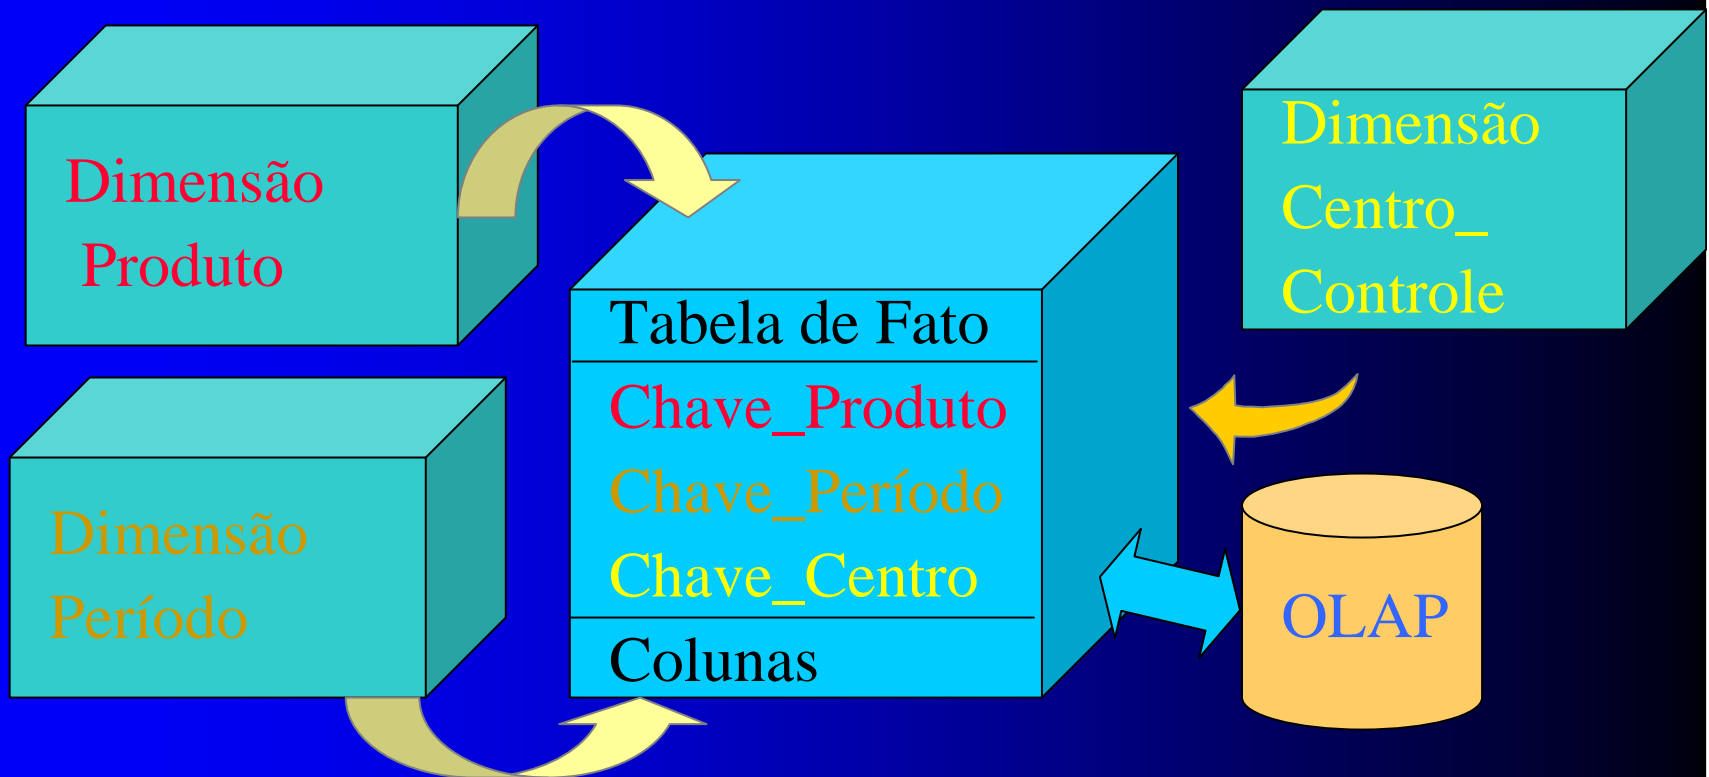 Dimensão
Produto
Dimensão
Período
Tabela de Fato
Chave_Produto
Chave_Período
Chave_Centro
Colunas
Dimensão
Centro_
Controle
OLAP